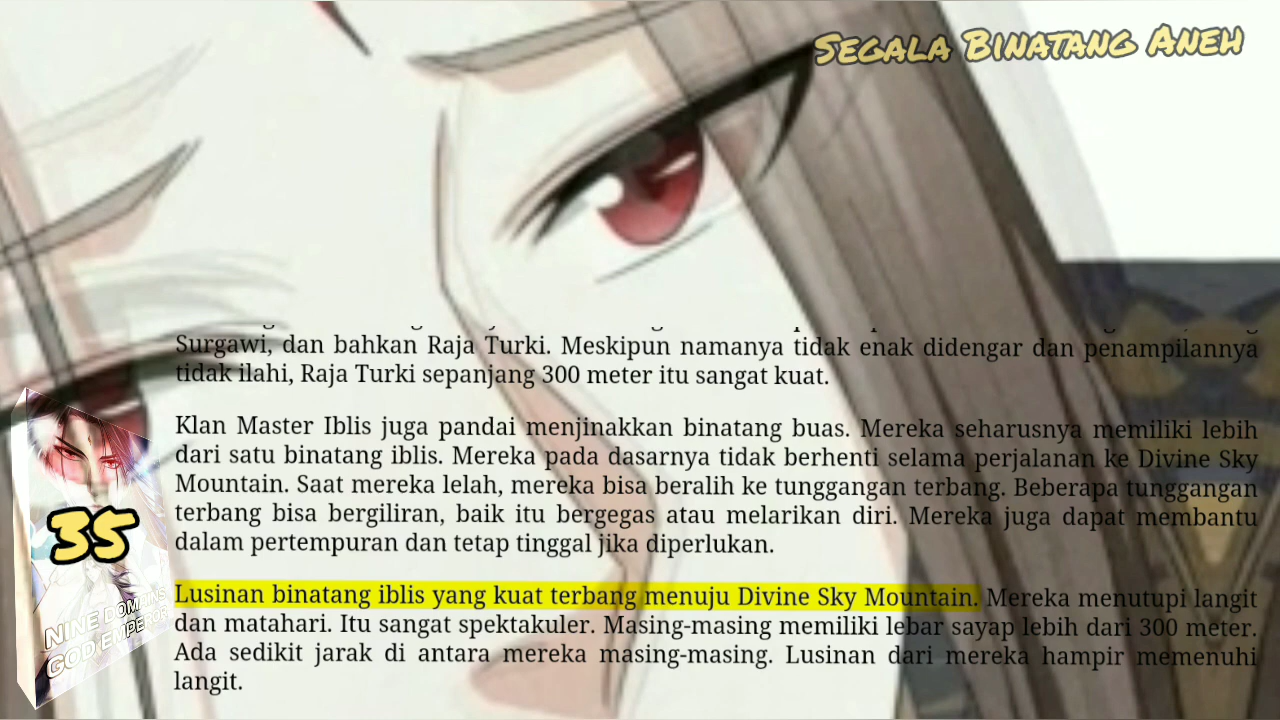 Segala Binatang Aneh
Surgawi, dan bahkan Raja Turki. Meskipun namanya tidak enak didengar dan penampilannya
tidak ilahi, Raja Turki sepanjang 300 meter itu sangat kuat.
Klan Master Iblis juga pandai menjinakkan binatang buas. Mereka seharusnya memiliki lebih
dari satu binatang iblis. Mereka pada dasarnya tidak berhenti selama perjalanan ke Divine Sky
Mountain. Saat mereka lelah, mereka bisa beralih ke tunggangan terbang. Beberapa tunggangan
terbang bisa bergiliran, baik itu bergegas atau melarikan diri. Mereka juga dapat membantu
dalam pertempuran dan tetap tinggal jika diperlukan.
Lusinan binatang iblis yang kuat terbang menuju Divine Sky Mountain. Mereka menutupi langit
dan matahari. Itu sangat spektakuler. Masing-masing memiliki lebar sayap lebih dari 300 meter.
Ada sedikit jarak di antara mereka masing-masing. Lusinan dari mereka hampir memenuhi
langit.
35
NINE DOMAINS
GOD EMPEROR